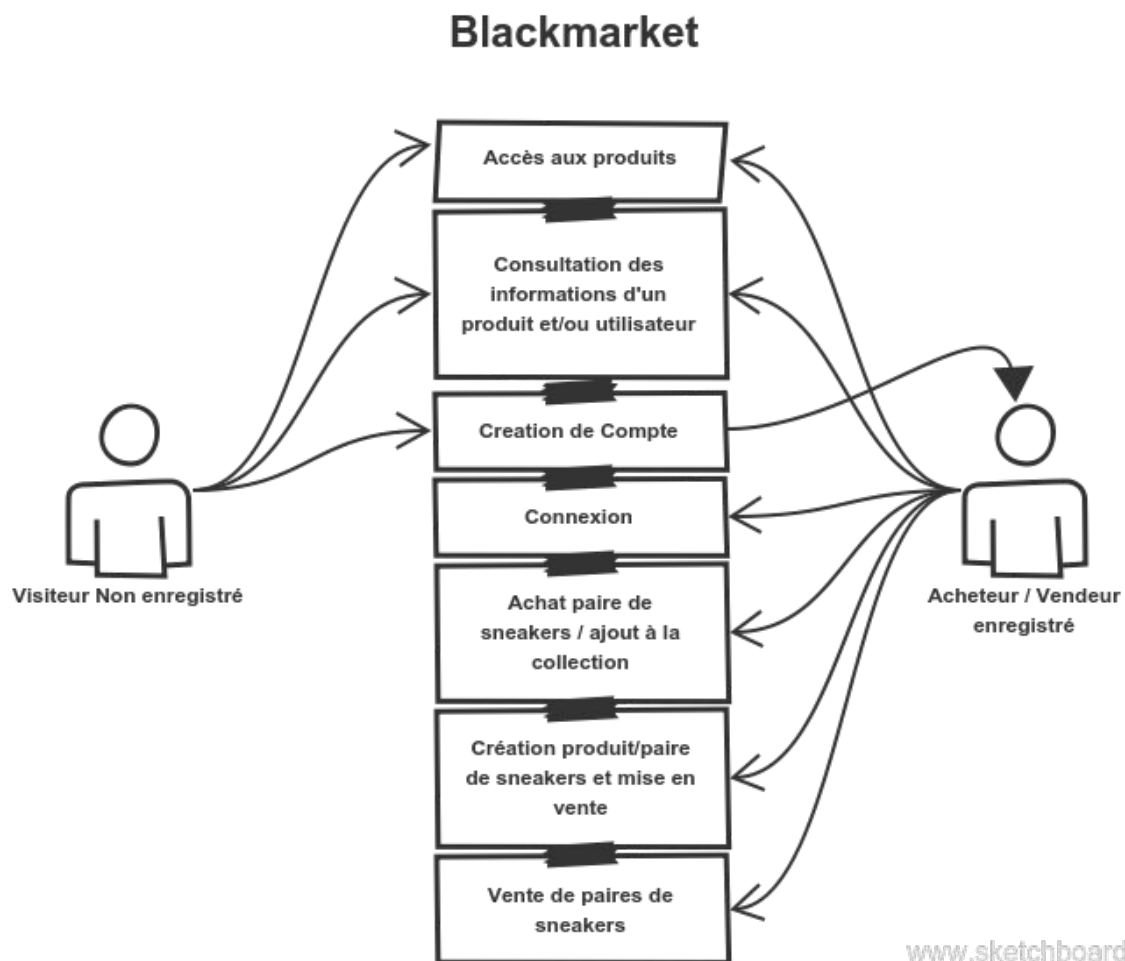 Blackmarket
Accès aux produits
Consultation des
informations d'un
produit et/ou utilisateur
Creation de Compte
Connexion
Visiteur Non enregistré
Acheteur / Vendeur
enregistré
Achat paire de
sneakers / ajout à la
collection
Création produit/paire
de sneakers et mise en
vente
Vente de paires de
sneakers
www.sketchboard